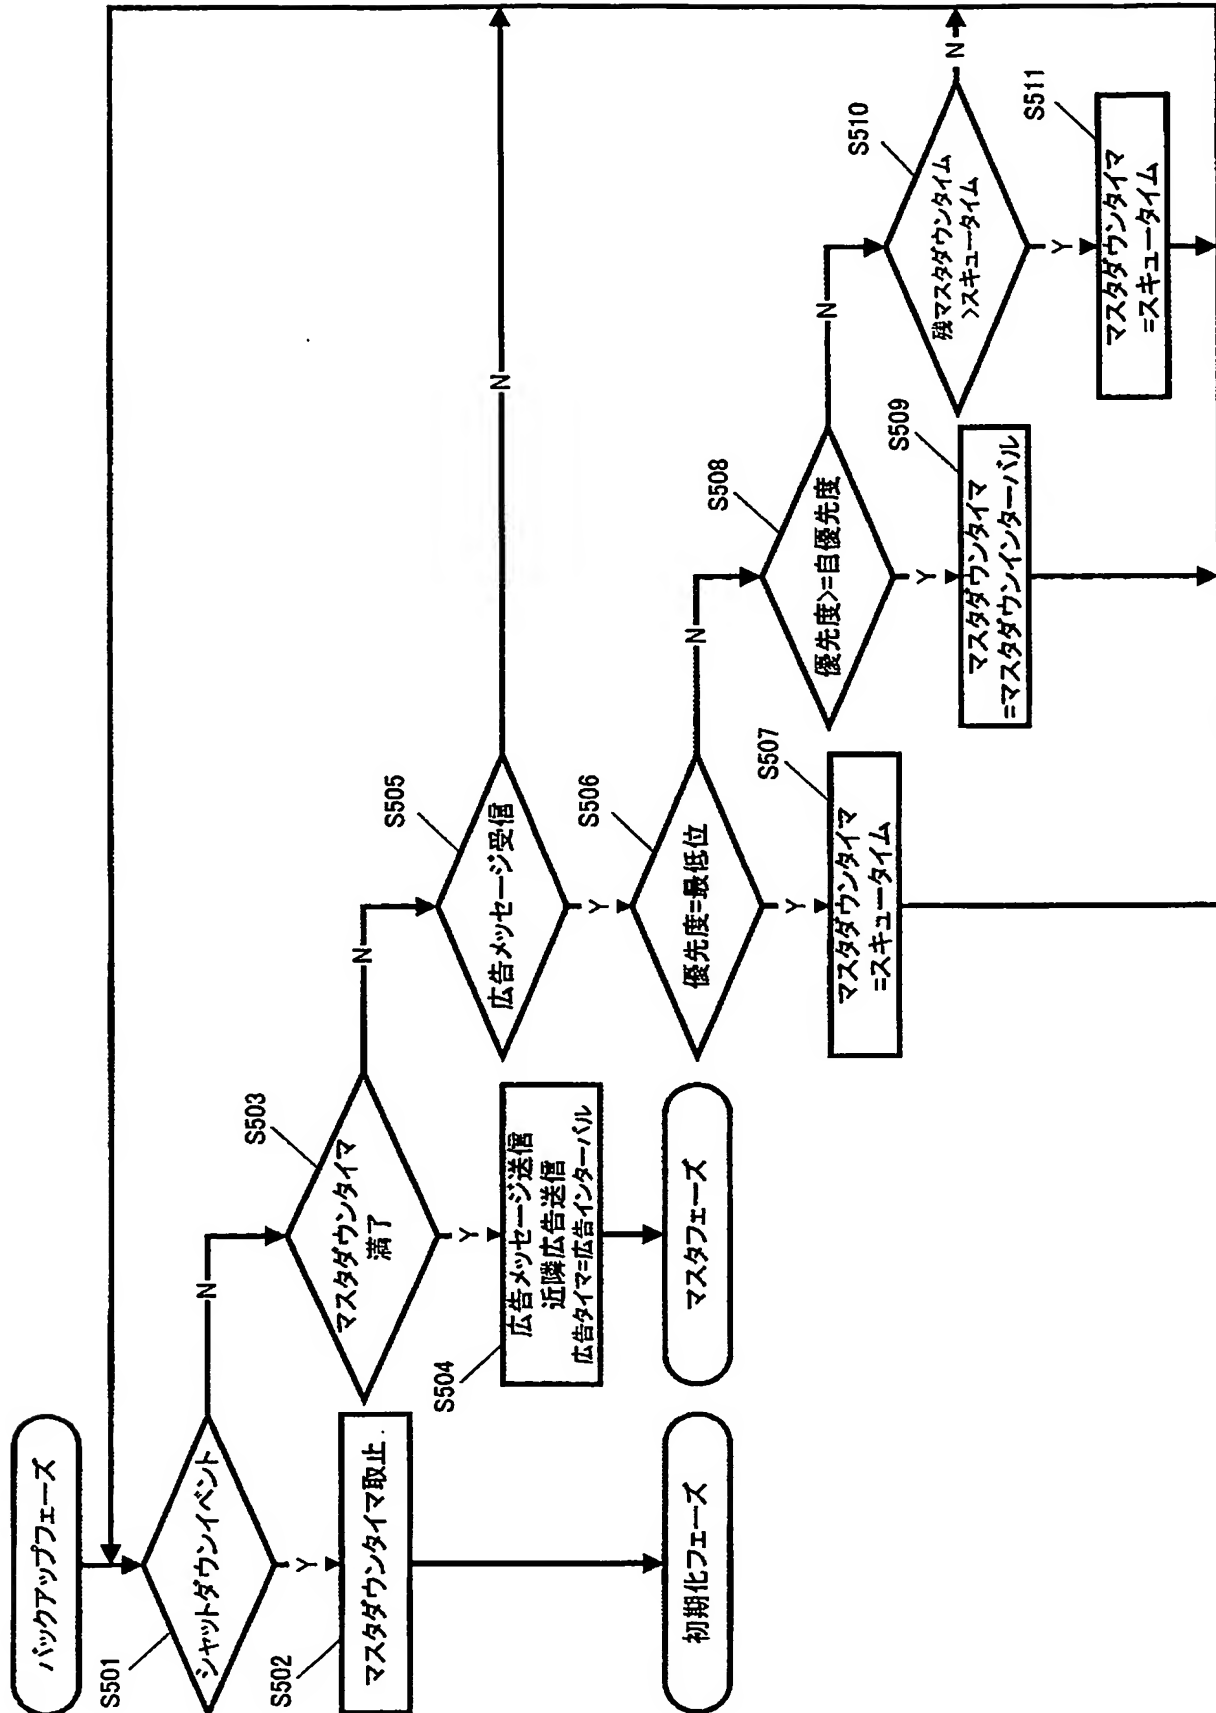 バックアップフェーズ
S501
シャットダウンイベント
N
Y
S502
マスタダウンタイマ取止
初期化フェーズ
S503
マスタダウンタイマ
満了
N
Y
S504
広告メッセージ送信
近隣広告送信
広告タイマ=広告インターバル
マスタフェーズ
S505
広告メッセージ受信
N
Y
S506
優先度=最低位
N
Y
S507
マスタダウンタイマ
=スキュータイム
S508
優先度>=自優先度
N
Y
S509
マスタダウンタイマ
=マスタダウンインターバル
S510
残マスタダウンタイム
>スキュータイム
N
Y
S511
マスタダウンタイマ
=スキュータイム